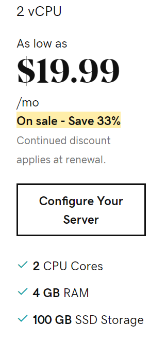 2 vCPU
As low as
$19.99
/mo
On sale - Save 33%
Continued discount
applies at renewal.
Configure Your
Server
2 CPU Cores
4 GB RAM
100 GB SSD Storage